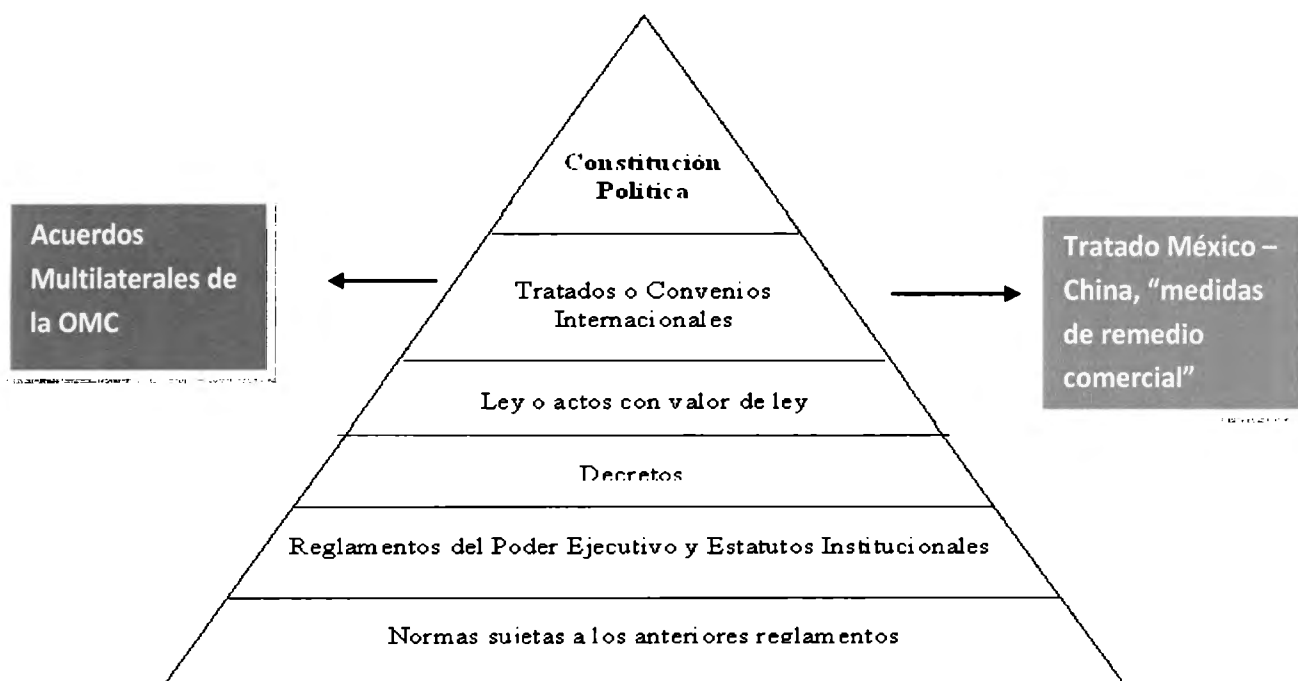 Constitución
Política
Acuerdos
Multilaterales de
la OMC
Tratados o Convenios
Internacionales
Tratado México –
China, “medidas
de remedio
comercial”
Ley o actos con valor de ley
Decretos
Reglamentos del Poder Ejecutivo y Estatutos Institucionales
Normas sujetas a los anteriores reglamentos